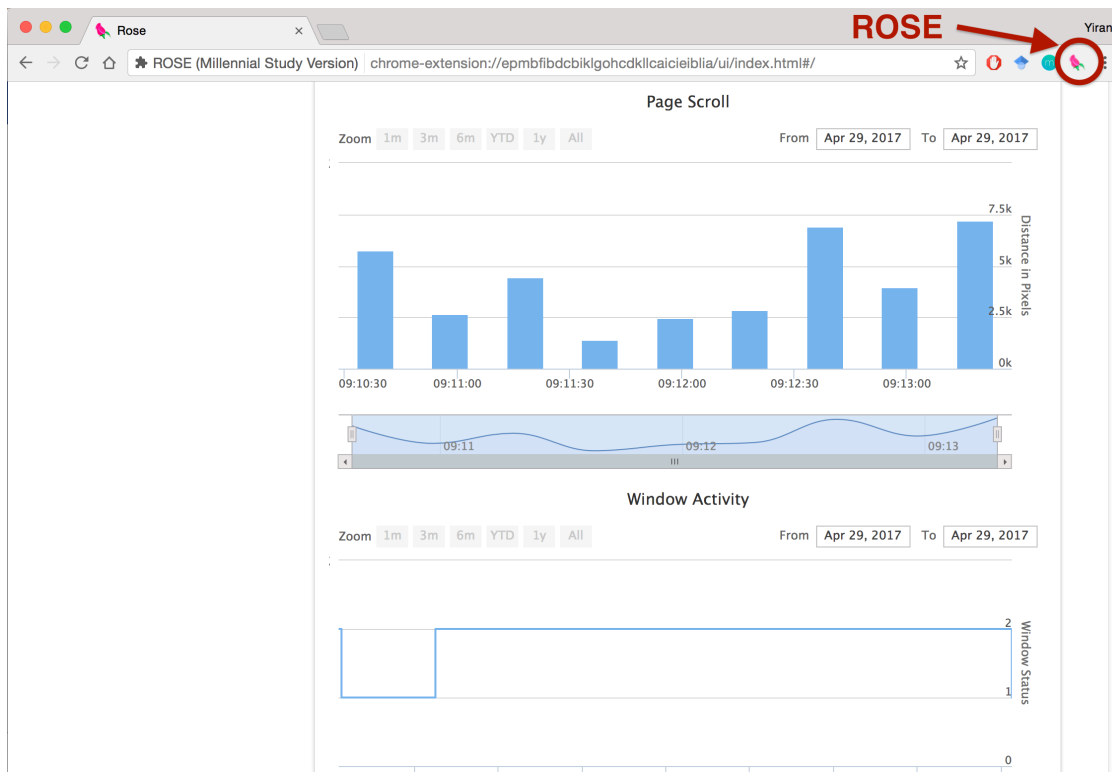 Rose
ROSE
Yiran
ROSE (Millennial Study Version) chrome-extension://epmbfibdcbiklgohcdkllcaicieiblia/ui/index.html#/
Page Scroll
Zoom 1m 3m 6m YTD 1y All From Apr 29, 2017 To Apr 29, 2017
7.5k
5k
2.5k
0k
Distance in Pixels
09:10:30 09:11:00 09:11:30 09:12:00 09:12:30 09:13:00
09:11 09:12 09:13
Window Activity
Zoom 1m 3m 6m YTD 1y All From Apr 29, 2017 To Apr 29, 2017
2
1
0
Window Status